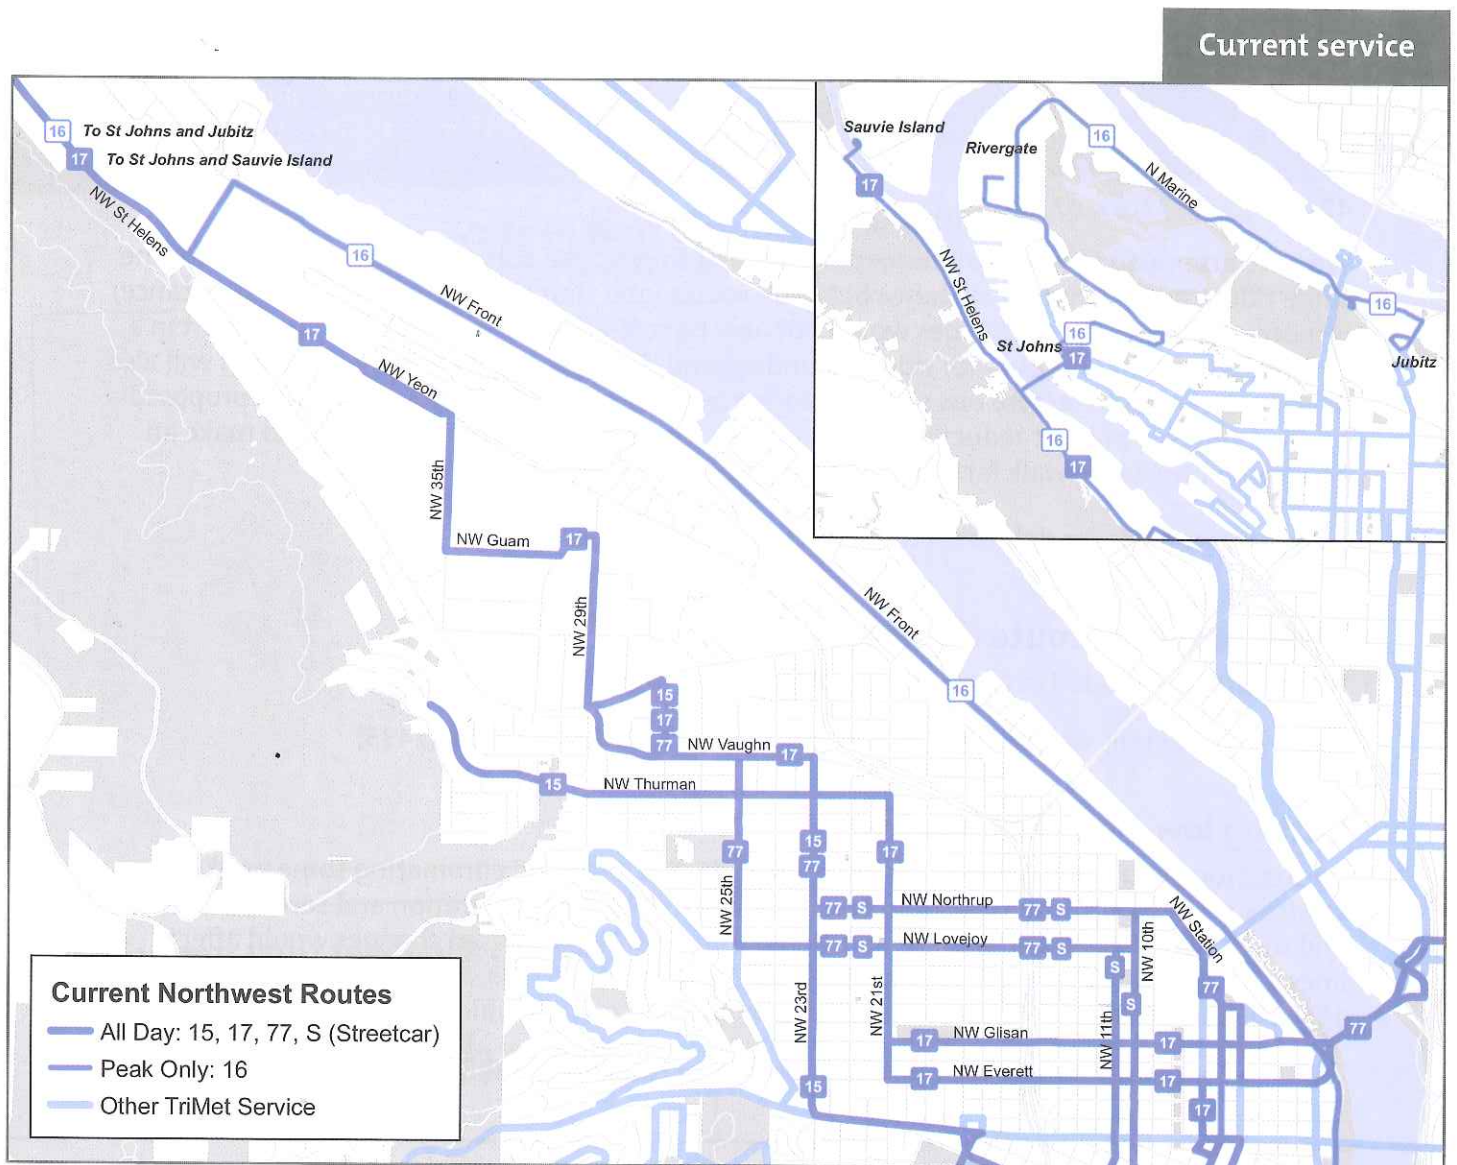 Current service
16 To St Johns and Jubitz
17 To St Johns and Sauvie Island
NW St Helens
16
NW Front
17
NW Yeon
NW 35th
NW Guam
17
NW 29th
15
17
77
NW Vaughn
17
15
NW Thurman
NW Front
16
77
15
77
17
NW 25th
77
S
NW Northrup
77
S
77
S
NW Lovejoy
77
S
NW Station
NW 10th
S
S
77
NW 23rd
NW 21st
NW 11th
17
NW Glisan
17
77
17
NW Everett
17
15
17
Sauvie Island
17
Rivergate
16
N Marine
NW St Helens
16
Jubitz
16
St Johns
17
16
17
Current Northwest Routes
All Day: 15, 17, 77, S (Streetcar)
Peak Only: 16
Other TriMet Service